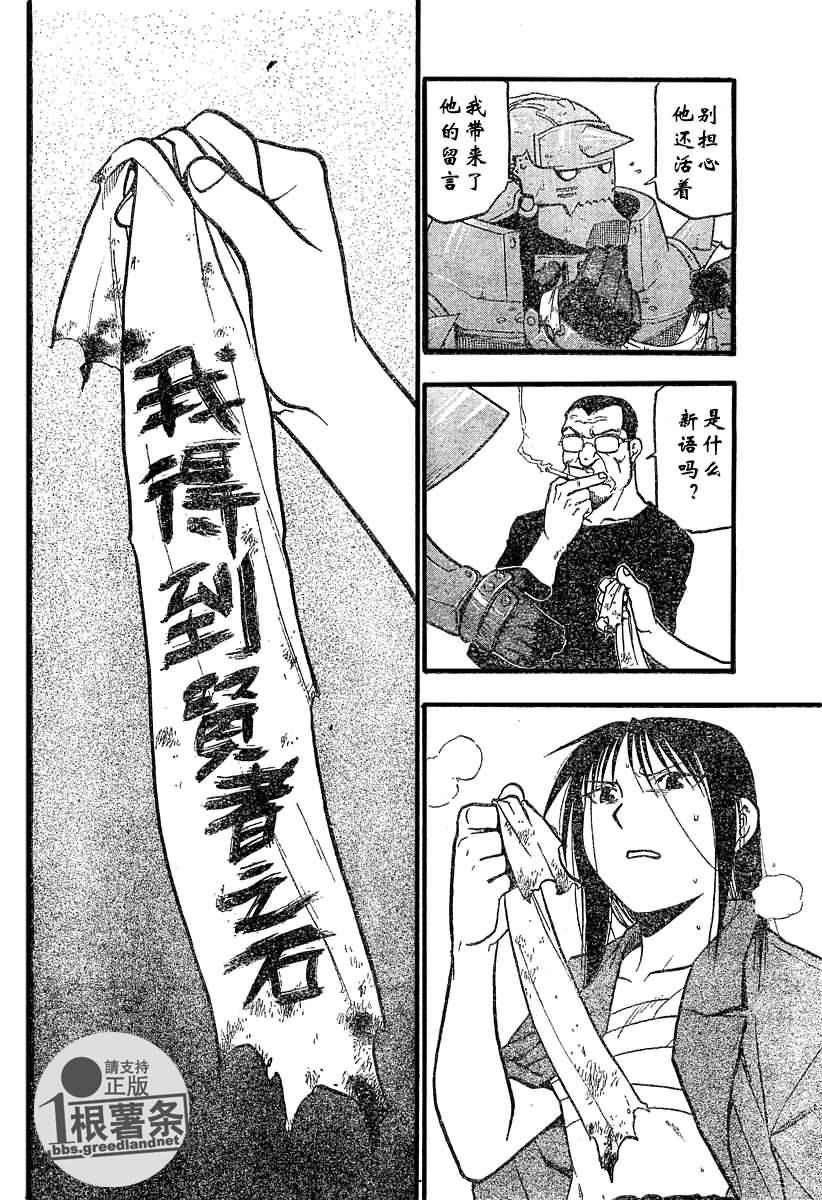 别担心
他还活着
我带来了
他的留言
是什么
新语吗？
我得到賢者之石
請支持
正版
1根薯条
bbs.greedland.net